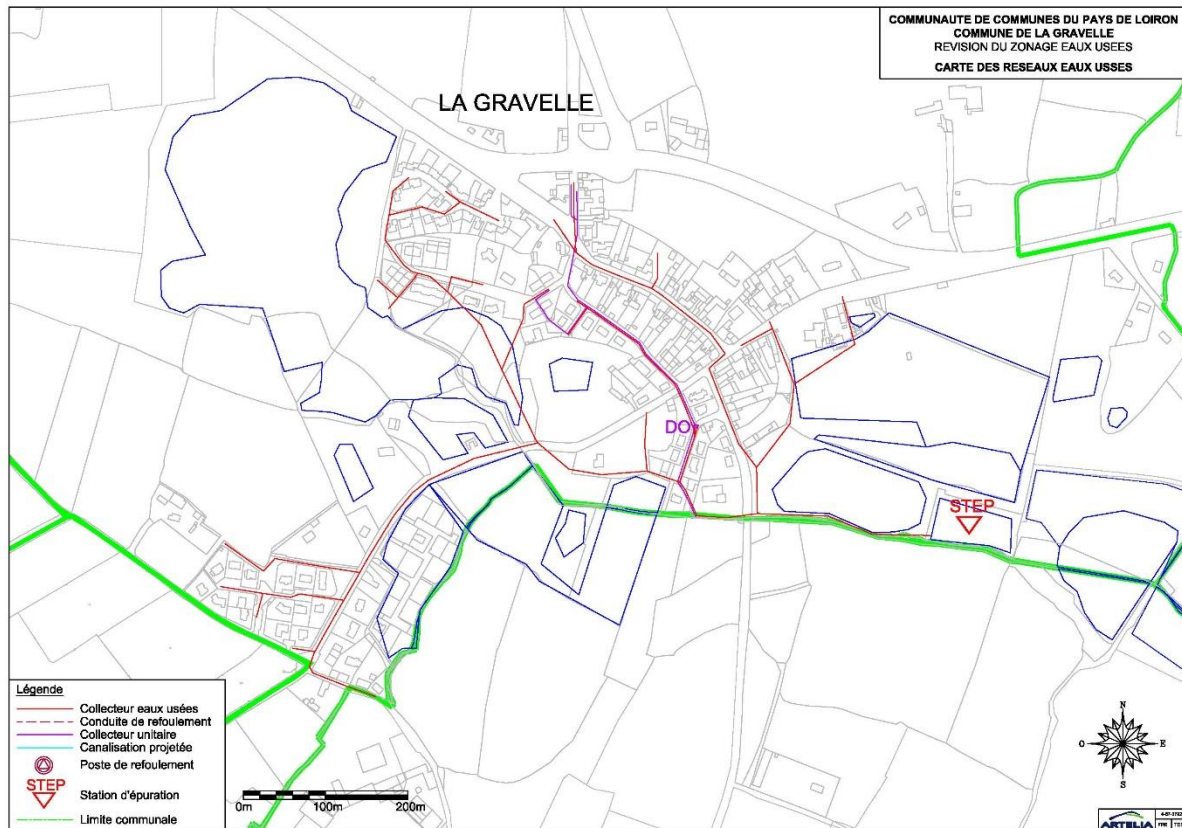 COMMUNAUTE DE COMMUNES DU PAYS DE LOIRON
COMMUNE DE LA GRAVELLE
REVISION DU ZONAGE EAUX USEES
CARTE DES RESEAUX EAUX USSES
LA GRAVELLE
DO
STEP
Légende
Collecteur eaux usées
Conduite de refoulement
Collecteur unitaire
Canalisation projetée
Poste de refoulement
STEP
Station d'épuration
Limite communale
0m 100m 200m
N
O E
S
ARTELIA